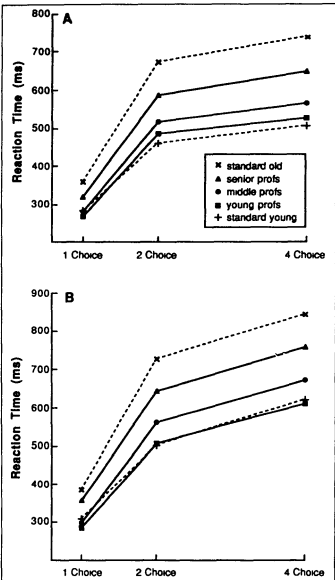 A
800
700
600
500
400
300
Reaction Time (ms)
1 Choice
2 Choice
4 Choice
standard old
senior profs
middle profs
young profs
standard young
B
900
800
700
600
500
400
300
Reaction Time (ms)
1 Choice
2 Choice
4 Choice